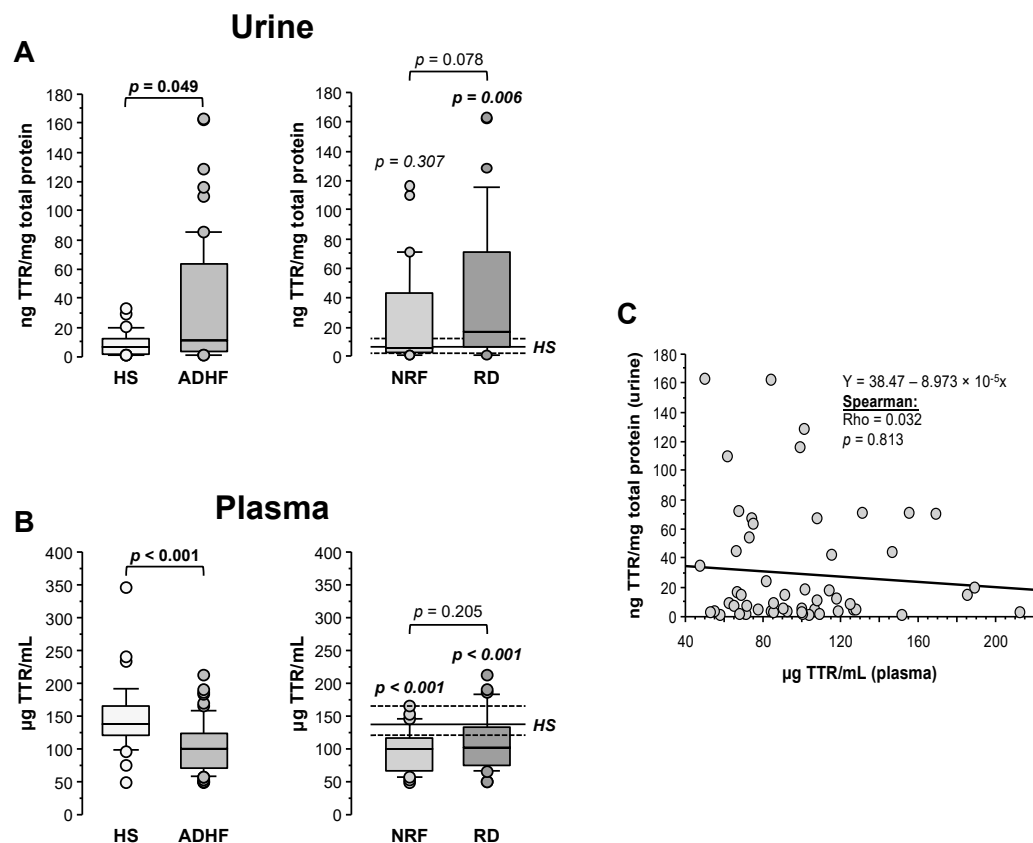 Urine
A
p = 0.049
ng TTR/mg total protein
180
160
140
120
100
80
60
40
20
0
HS
ADHF
p = 0.078
p = 0.006
p = 0.307
ng TTR/mg total protein
180
160
140
120
100
80
60
40
20
0
HS
NRF
RD
Plasma
B
p < 0.001
µg TTR/mL
400
350
300
250
200
150
100
50
0
HS
ADHF
p = 0.205
p < 0.001
p < 0.001
µg TTR/mL
400
350
300
250
200
150
100
50
0
HS
NRF
RD
C
ng TTR/mg total protein (urine)
180
160
140
120
100
80
60
40
20
0
Y = 38.47 – 8.973 × 10⁻⁵x
Spearman:
Rho = 0.032
p = 0.813
40
80
120
160
200
µg TTR/mL (plasma)